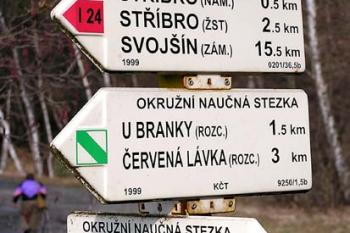 STŘÍBRO (NÁM.) 0.5 km
I 24 STŘÍBRO (ŽST) 2.5 km
SVOJŠÍN (ZÁM.) 15.5 km
1999 9201/36,5b
OKRUŽNÍ NAUČNÁ STEZKA
U BRANKY (ROZC.) 1.5 km
ČERVENÁ LÁVKA (ROZC.) 3 km
1999 KČT 9250/1,5b
OKRUŽNÍ NAUČNÁ STEZKA